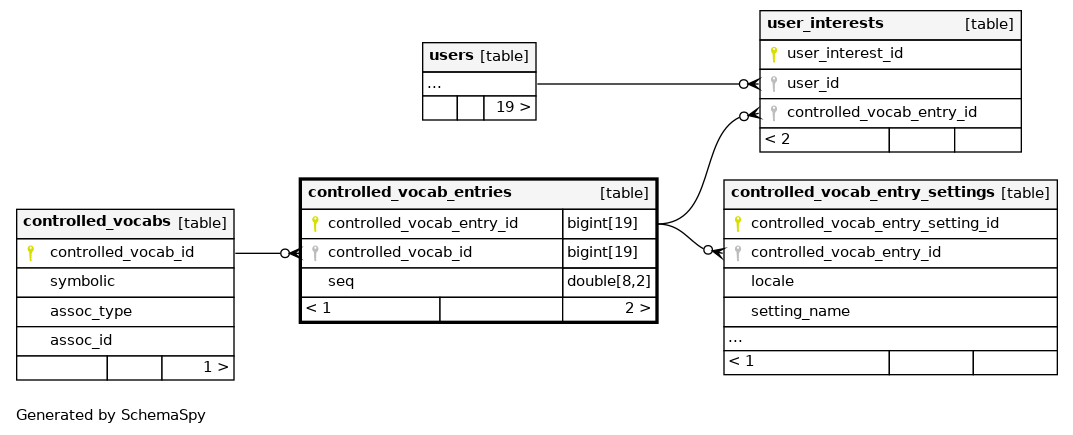 user_interests [table]
user_interest_id
user_id
controlled_vocab_entry_id
< 2
users [table]
...
19 >
controlled_vocab_entries [table]
controlled_vocab_entry_id bigint[19]
controlled_vocab_id bigint[19]
seq double[8,2]
< 1 2 >
controlled_vocab_entry_settings [table]
controlled_vocab_entry_setting_id
controlled_vocab_entry_id
locale
setting_name
...
< 1
controlled_vocabs [table]
controlled_vocab_id
symbolic
assoc_type
assoc_id
1 >
Generated by SchemaSpy